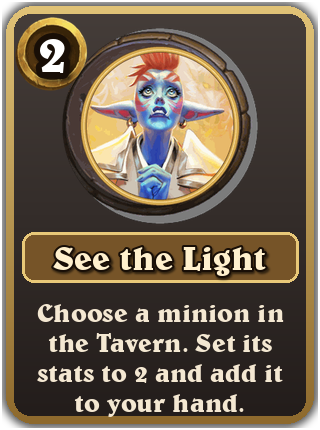 2
See the Light
Choose a minion in
the Tavern. Set its
stats to 2 and add it
to your hand.